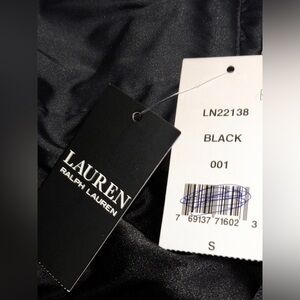 LAUREN
RALPH LAUREN
LN22138
BLACK
001
7 69137 71602 3
S